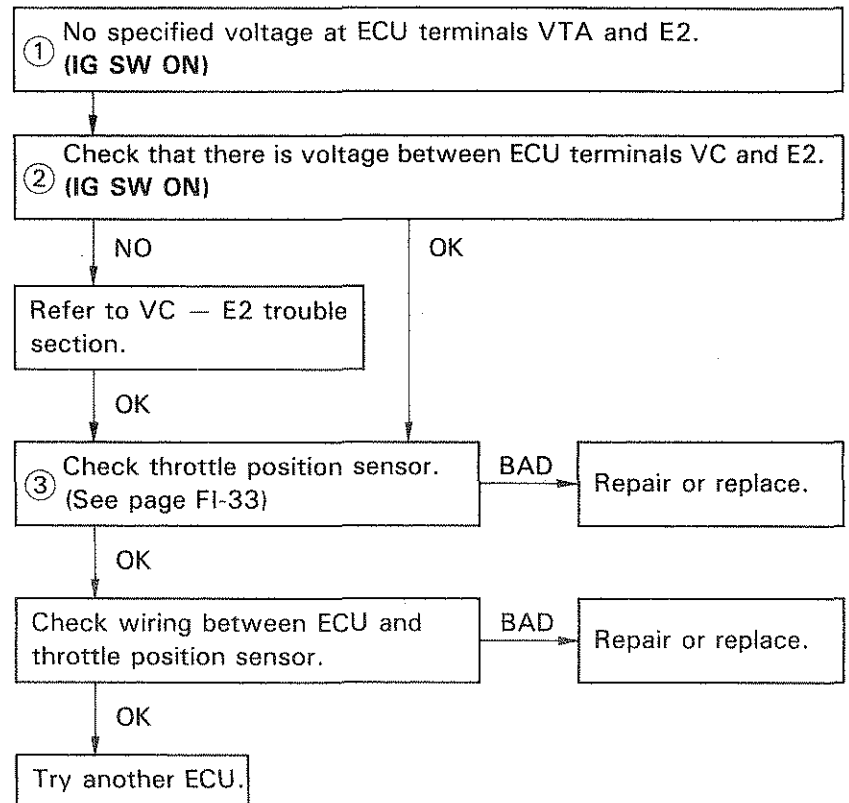 ① No specified voltage at ECU terminals VTA and E2.
(IG SW ON)
② Check that there is voltage between ECU terminals VC and E2.
(IG SW ON)
NO
OK
Refer to VC — E2 trouble
section.
OK
③ Check throttle position sensor.
(See page FI-33)
BAD
Repair or replace.
OK
Check wiring between ECU and
throttle position sensor.
BAD
Repair or replace.
OK
Try another ECU.